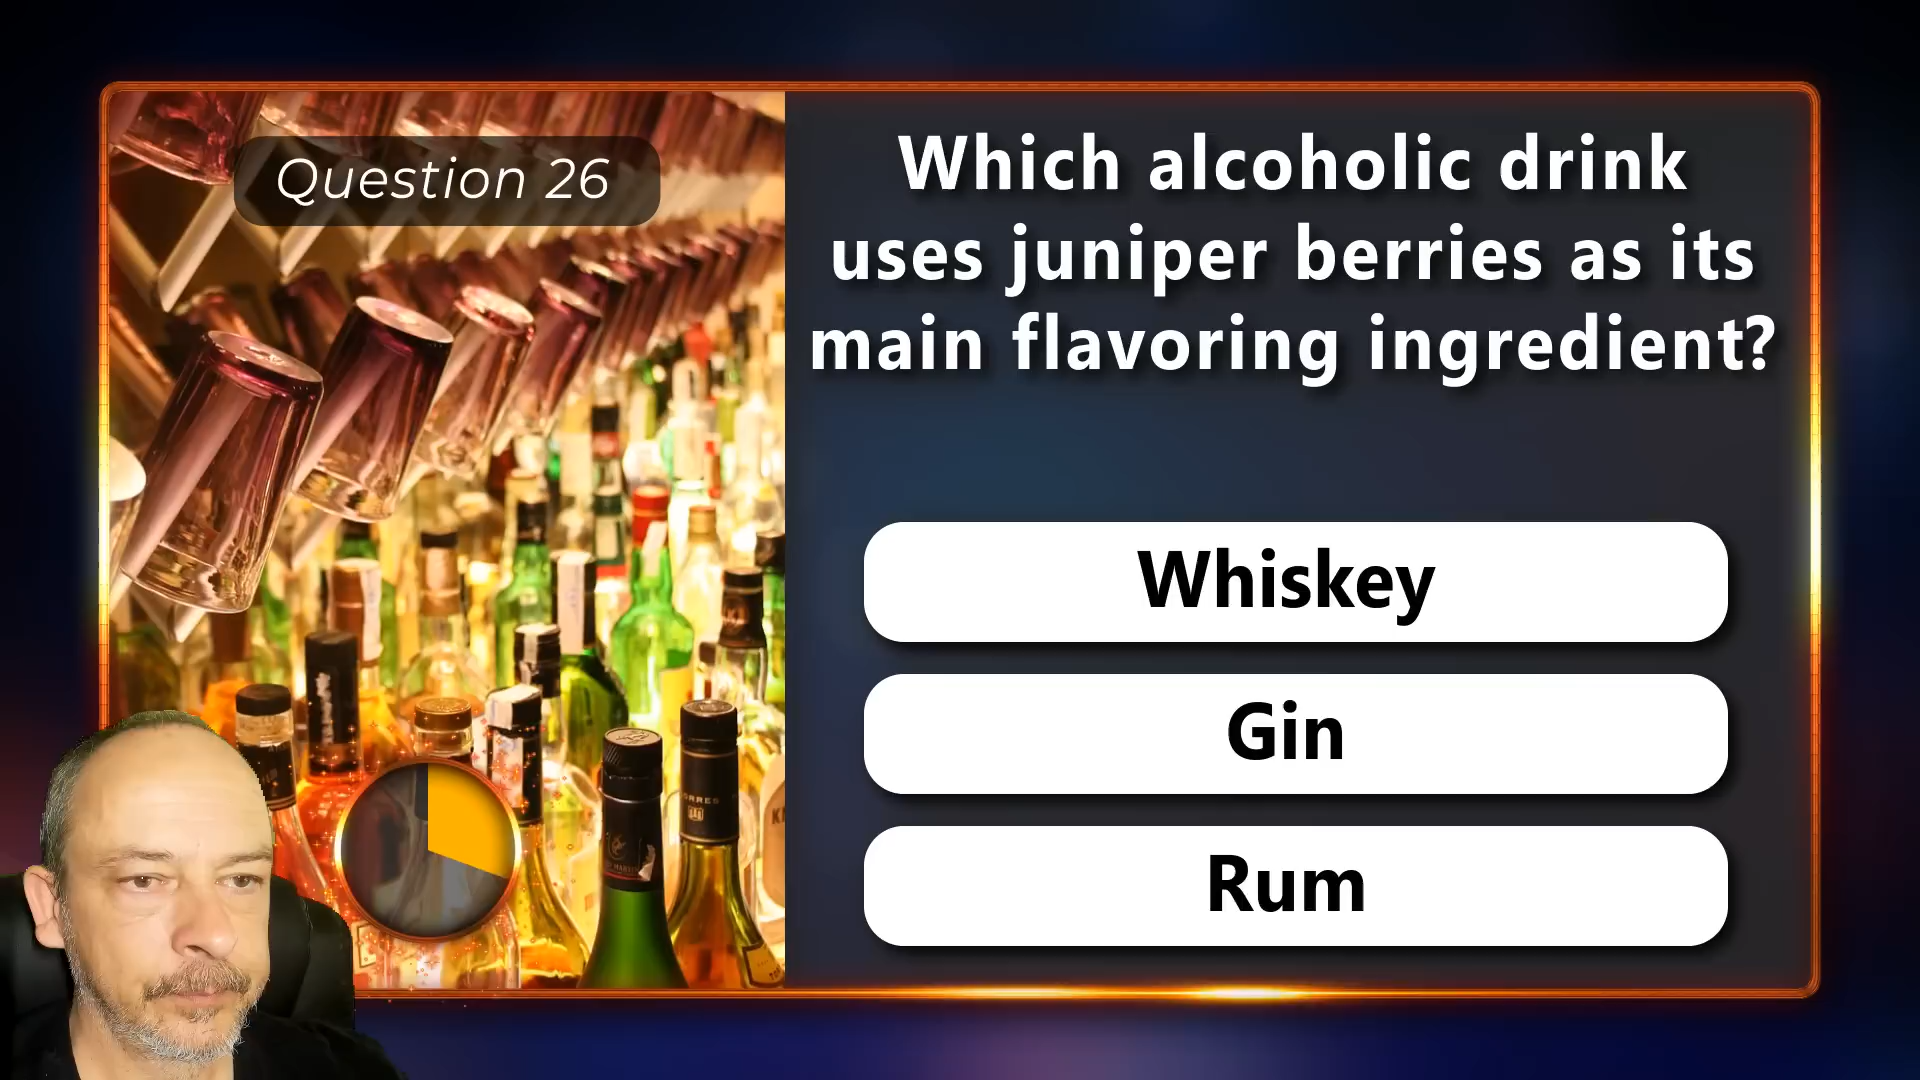 Question 26
Which alcoholic drink
uses juniper berries as its
main flavoring ingredient?
Whiskey
Gin
Rum